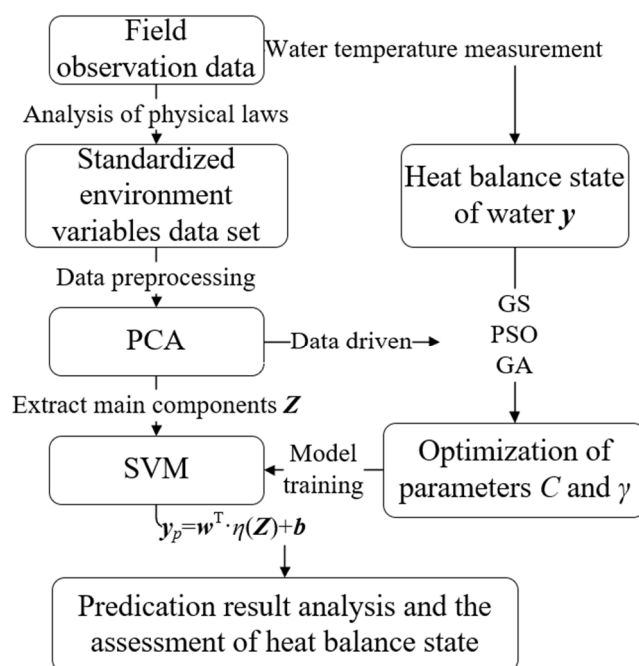 Field
observation data
Water temperature measurement
Analysis of physical laws
Standardized
environment
variables data set
Heat balance state
of water y
Data preprocessing
GS
PSO
GA
PCA
Data driven
Extract main components Z
SVM
Model
training
Optimization of
parameters C and γ
yₚ=wᵀ·η(Z)+b
Predication result analysis and the
assessment of heat balance state